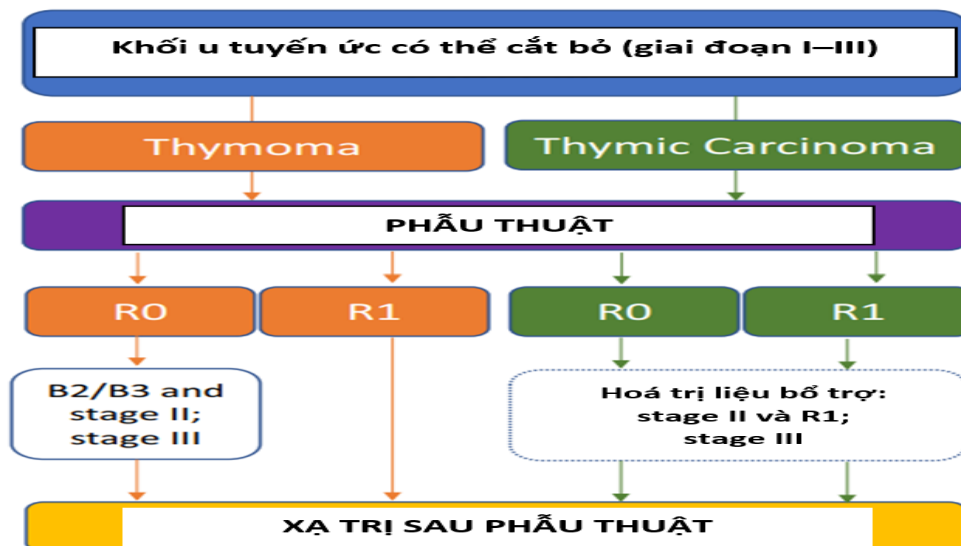 Khối u tuyến ức có thể cắt bỏ (giai đoạn I–III)
Thymoma
Thymic Carcinoma
PHẪU THUẬT
R0
R1
R0
R1
B2/B3 and
stage II;
stage III
Hoá trị liệu bổ trợ:
stage II và R1;
stage III
XẠ TRỊ SAU PHẪU THUẬT